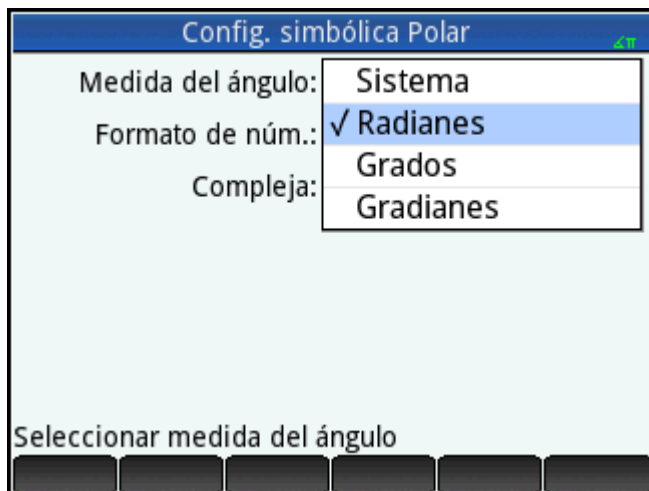 Config. simbólica Polar
∡π
Medida del ángulo:
Sistema
√ Radianes
Formato de núm.:
Grados
Compleja:
Gradianes
Seleccionar medida del ángulo